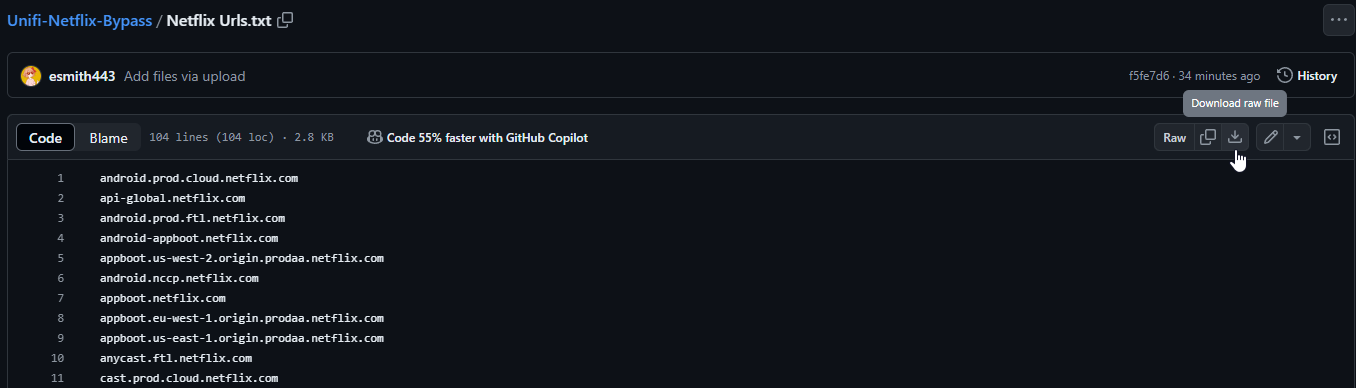 Unifi-Netflix-Bypass / Netflix Urls.txt
esmith443 Add files via upload f5fe7d6 · 34 minutes ago History
Download raw file
Code Blame 104 lines (104 loc) · 2.8 KB Code 55% faster with GitHub Copilot Raw
1 android.prod.cloud.netflix.com
2 api-global.netflix.com
3 android.prod.ftl.netflix.com
4 android-appboot.netflix.com
5 appboot.us-west-2.origin.prodaa.netflix.com
6 android.nccp.netflix.com
7 appboot.netflix.com
8 appboot.eu-west-1.origin.prodaa.netflix.com
9 appboot.us-east-1.origin.prodaa.netflix.com
10 anycast.ftl.netflix.com
11 cast.prod.cloud.netflix.com